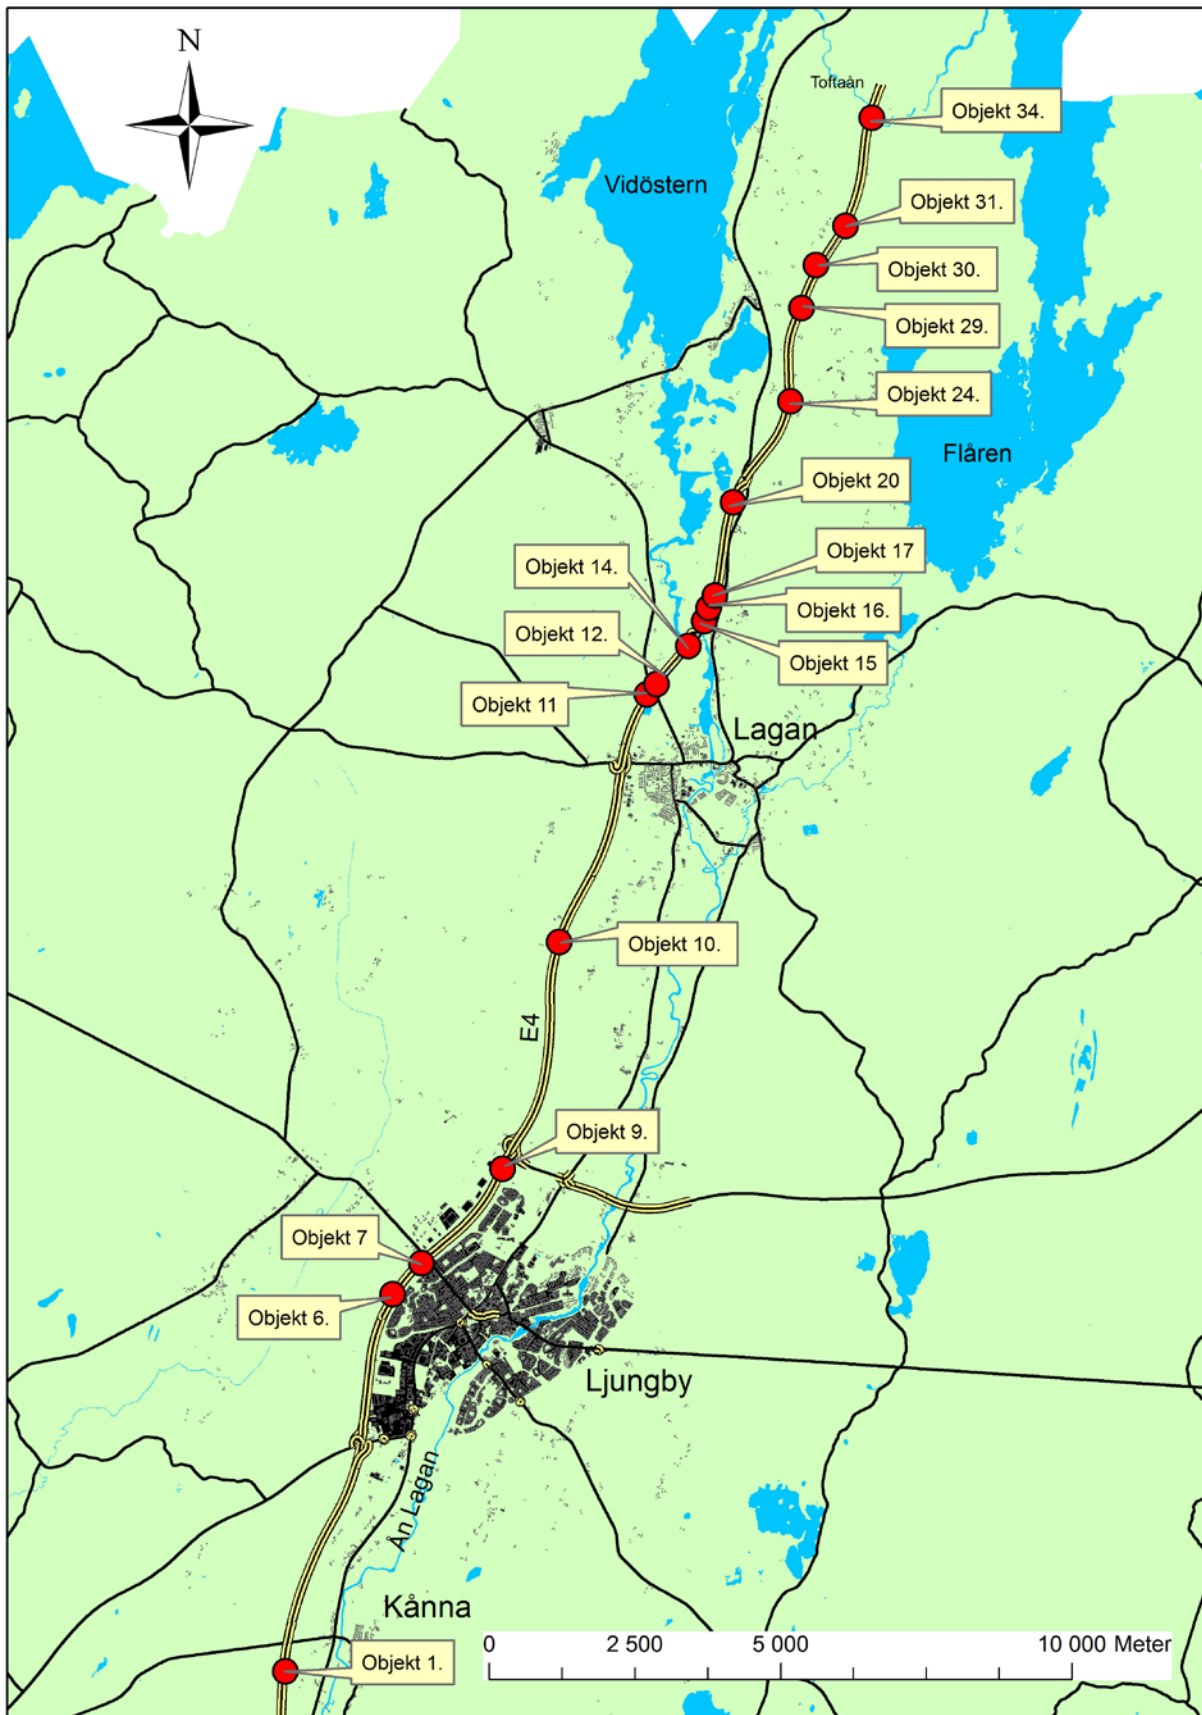 N
Toftaån
Objekt 34.
Vidöstern
Objekt 31.
Objekt 30.
Objekt 29.
Objekt 24.
Flåren
Objekt 20
Objekt 17
Objekt 14.
Objekt 16.
Objekt 12.
Objekt 15
Objekt 11
Lagan
Objekt 10.
E4
Objekt 9.
Objekt 7
Objekt 6.
Ljungby
Ån Lagan
Kånna
0 2 500 5 000 10 000 Meter
Objekt 1.